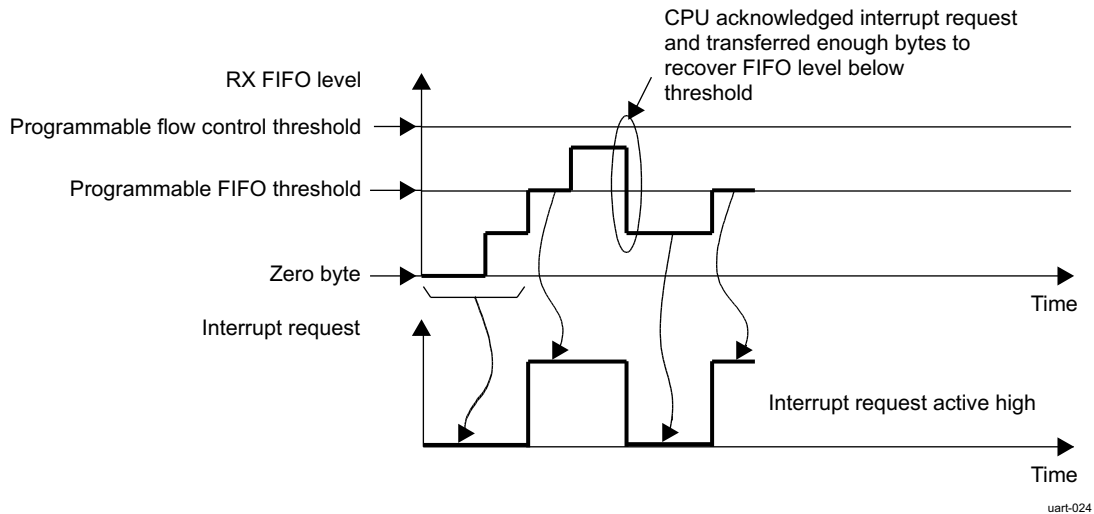 CPU acknowledged interrupt request
and transferred enough bytes to
recover FIFO level below
threshold
RX FIFO level
Programmable flow control threshold
Programmable FIFO threshold
Zero byte
Time
Interrupt request
Interrupt request active high
Time
uart-024